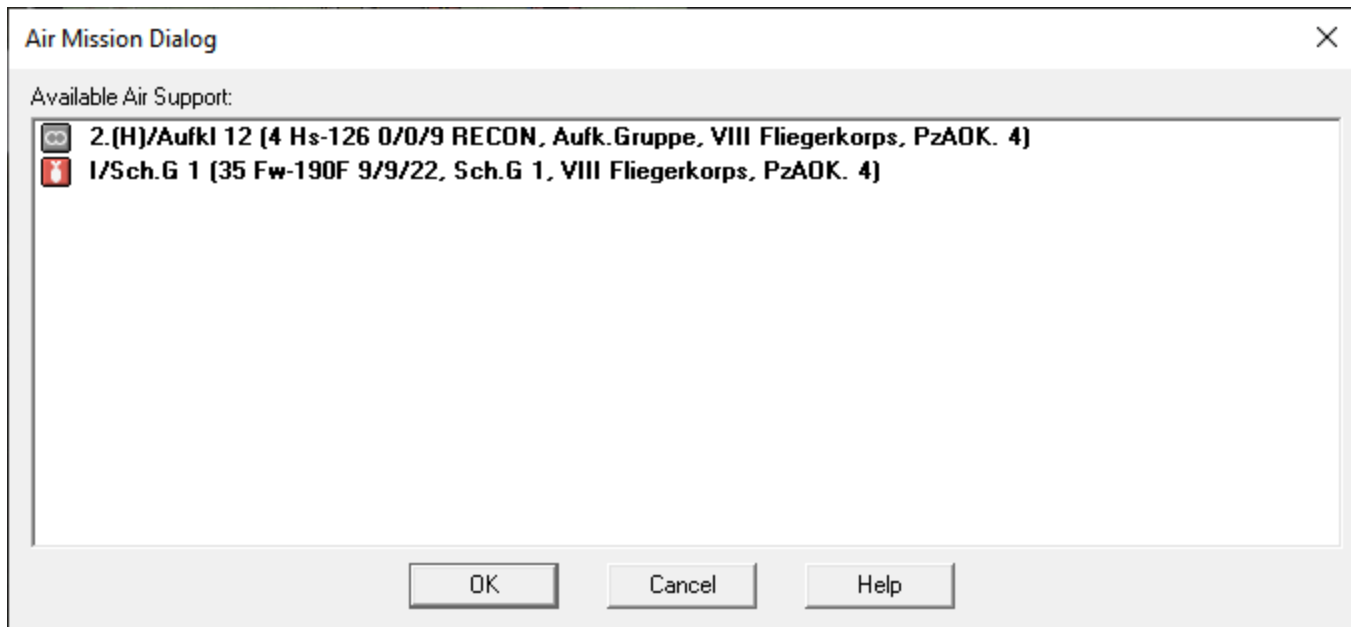 Air Mission Dialog
Available Air Support:
2.(H)/Aufkl 12 (4 Hs-126 0/0/9 RECON, Aufk.Gruppe, VIII Fliegerkorps, PzAOK. 4)
I/Sch.G 1 (35 Fw-190F 9/9/22, Sch.G 1, VIII Fliegerkorps, PzAOK. 4)
OK Cancel Help